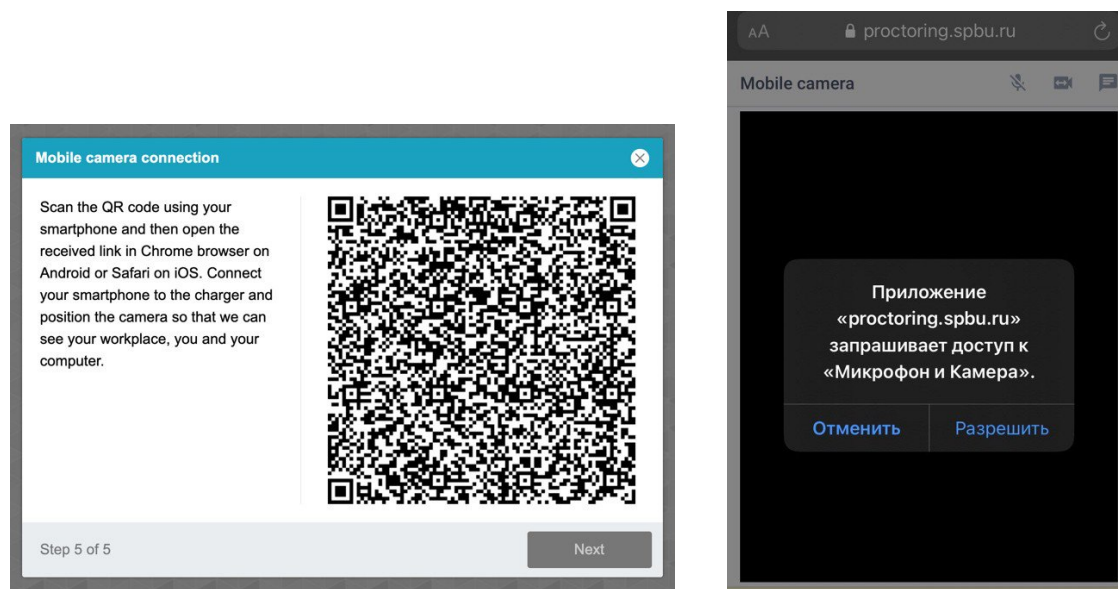 Mobile camera connection
Scan the QR code using your
smartphone and then open the
received link in Chrome browser on
Android or Safari on iOS. Connect
your smartphone to the charger and
position the camera so that we can
see your workplace, you and your
computer.
Step 5 of 5
Next
AA
proctoring.spbu.ru
Mobile camera
Приложение
«proctoring.spbu.ru»
запрашивает доступ к
«Микрофон и Камера».
Отменить
Разрешить